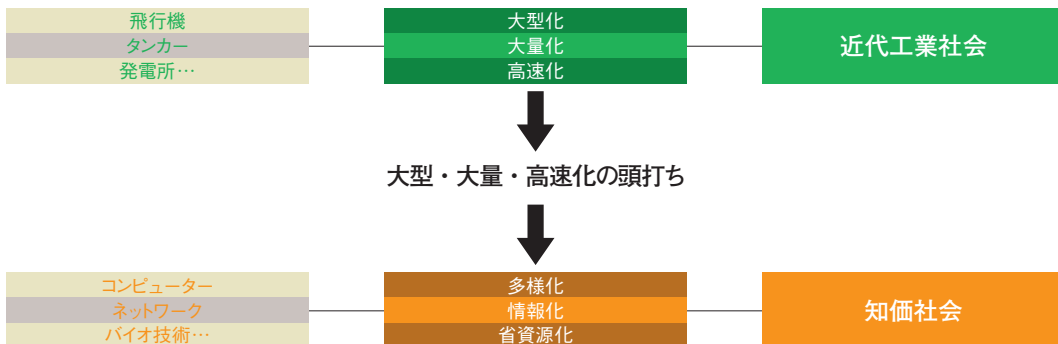 飛行機
タンカー
発電所…
大型化
大量化
高速化
近代工業社会
大型・大量・高速化の頭打ち
コンピューター
ネットワーク
バイオ技術…
多様化
情報化
省資源化
知価社会